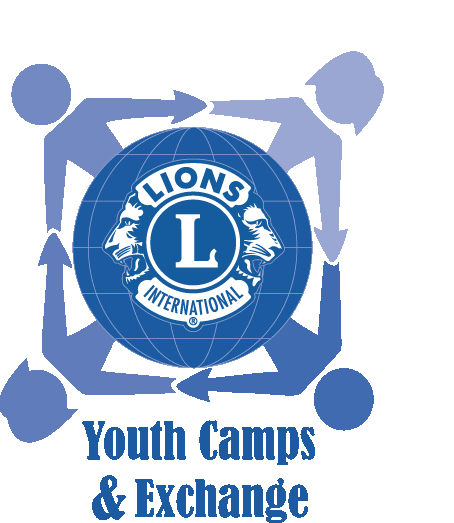 LIONS
L
INTERNATIONAL
®
Youth Camps
& Exchange